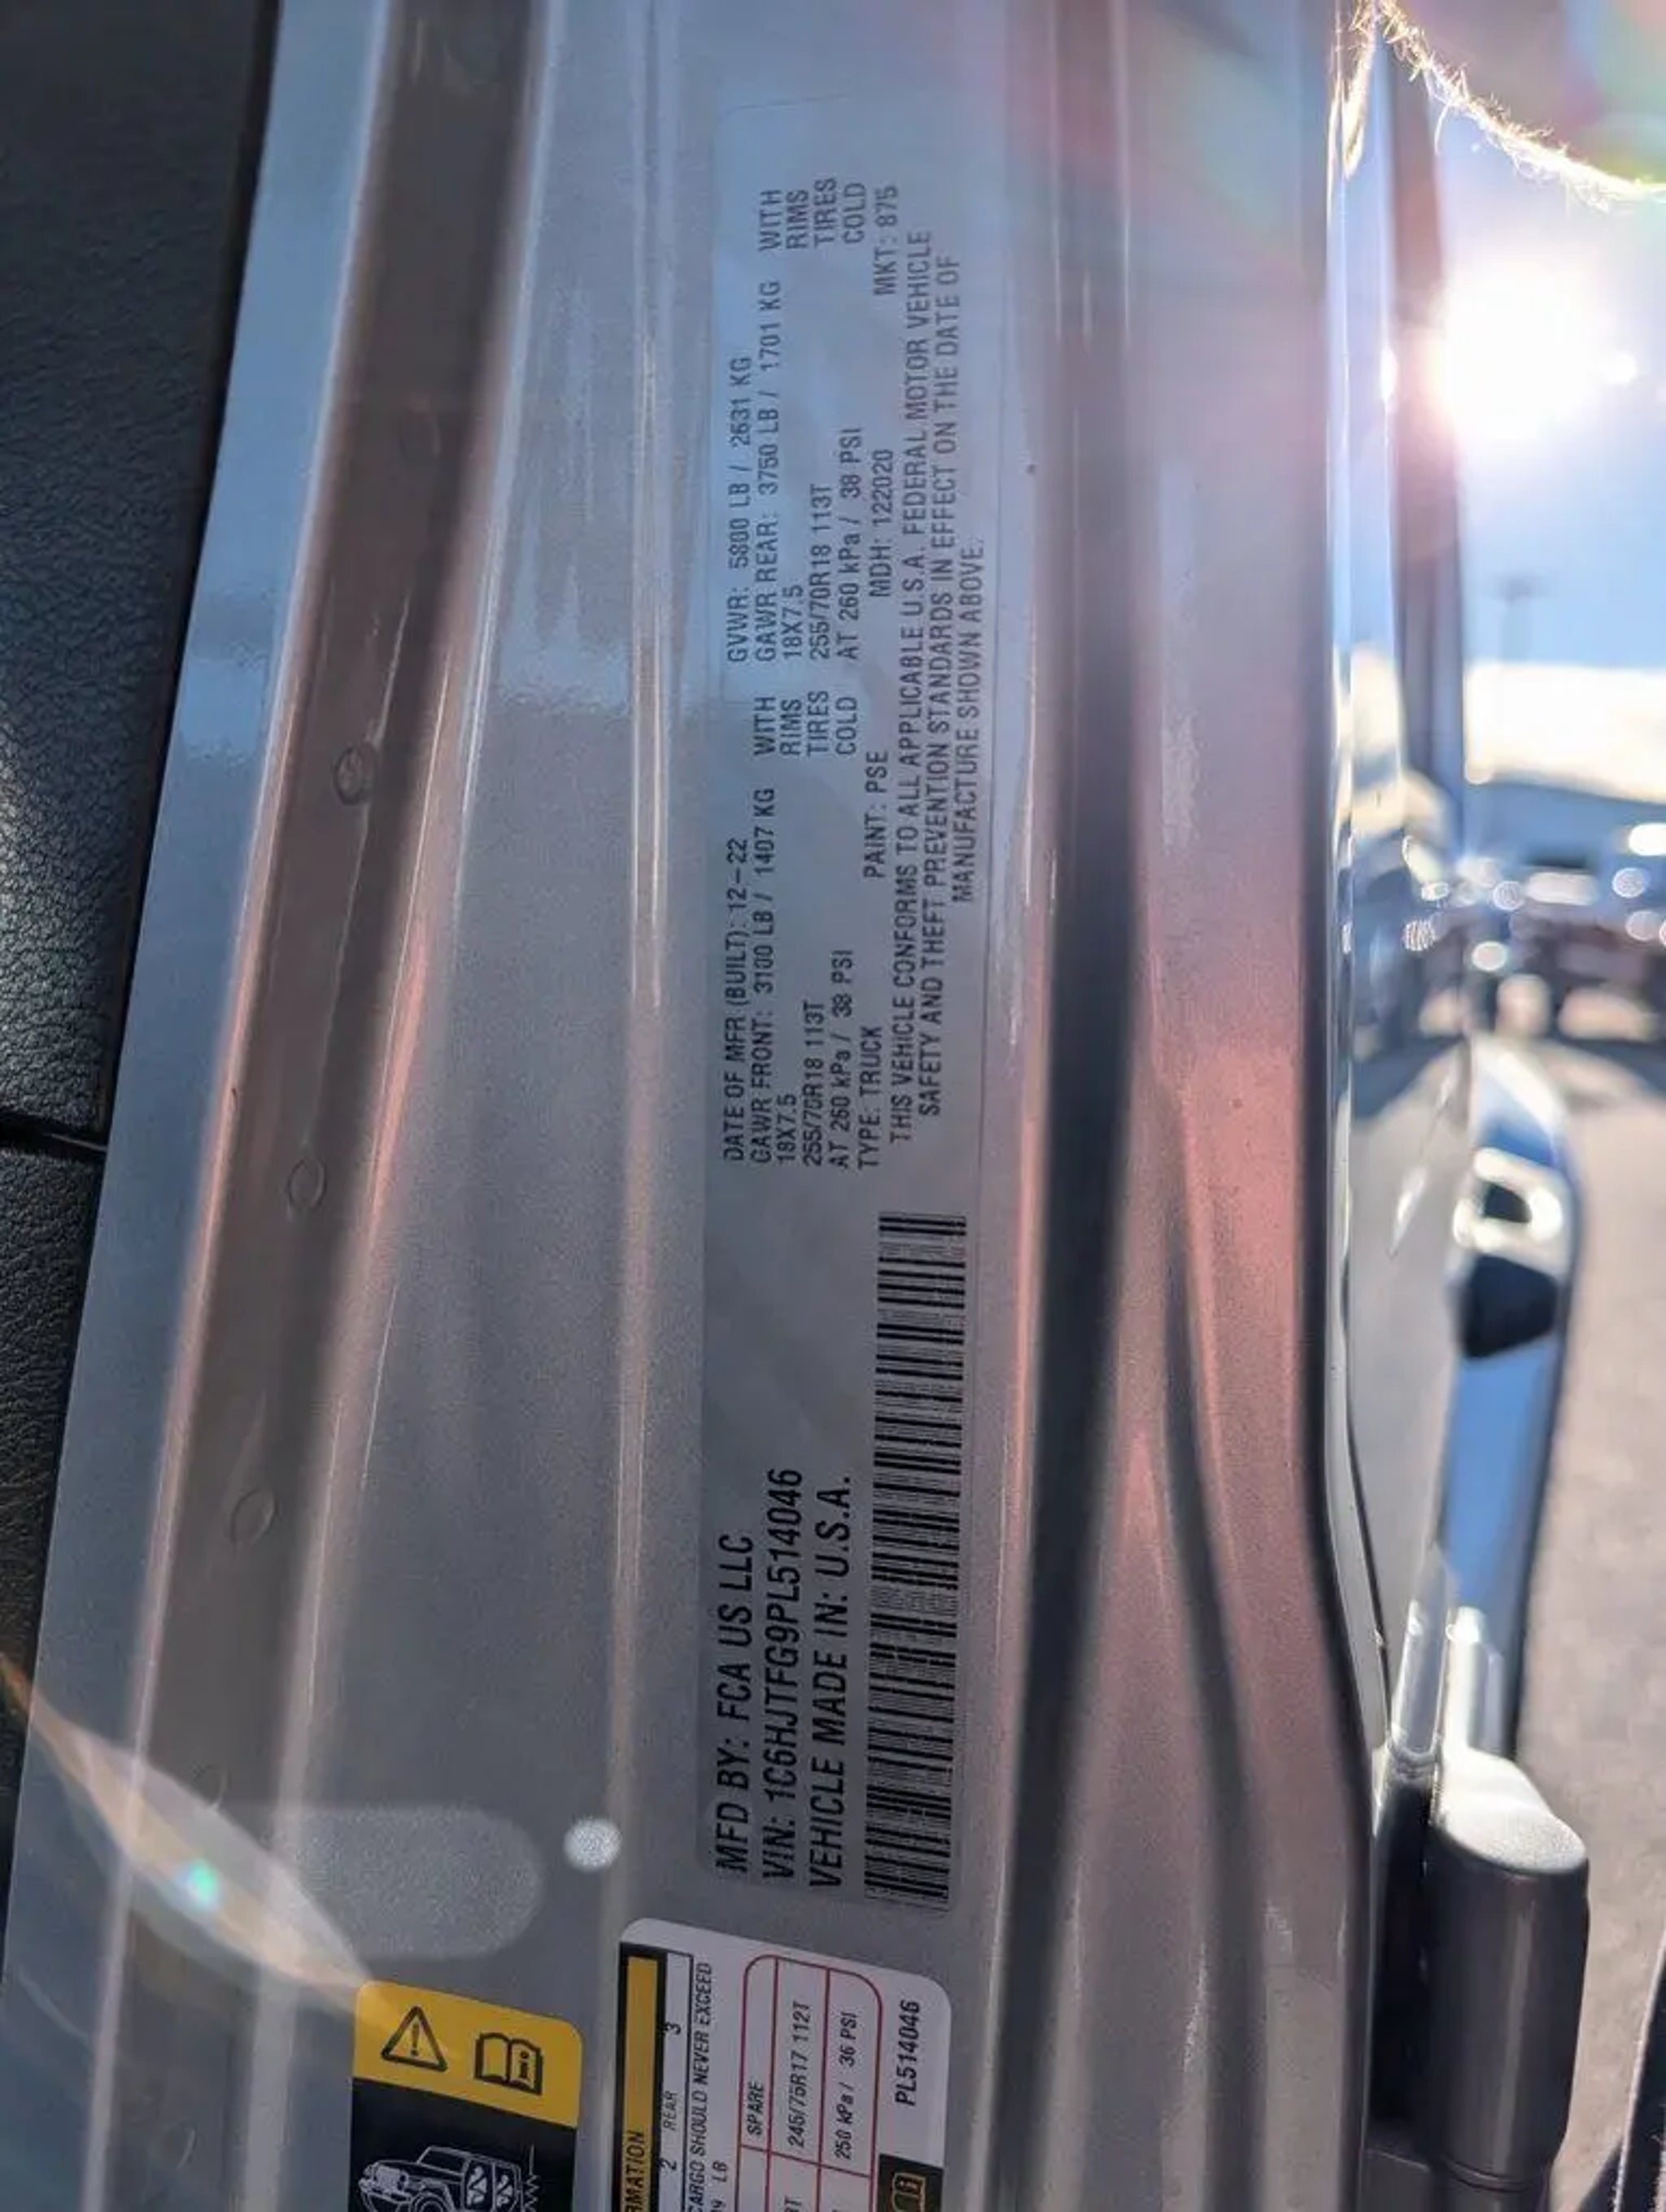 MFD BY: FCA US LLC
VIN: 1C6HJTFG9PL514046
VEHICLE MADE IN: U.S.A.
DATE OF MFR (BUILT): 12-22 GVWR: 5800 LB / 2631 KG
GAWR FRONT: 3100 LB / 1407 KG WITH GAWR REAR: 3750 LB / 1701 KG WITH
18X7.5 RIMS 18X7.5 RIMS
255/70R18 113T TIRES 255/70R18 113T TIRES
AT 260 kPa / 38 PSI COLD AT 260 kPa / 38 PSI COLD
TYPE: TRUCK PAINT: PSE MDH: 122020 MKT: 875
THIS VEHICLE CONFORMS TO ALL APPLICABLE U.S.A. FEDERAL MOTOR VEHICLE
SAFETY AND THEFT PREVENTION STANDARDS IN EFFECT ON THE DATE OF
MANUFACTURE SHOWN ABOVE.
2 REAR 3
CARGO SHOULD NEVER EXCEED
LB
SPARE
245/75R17 112T
250 kPa / 36 PSI
PL514046